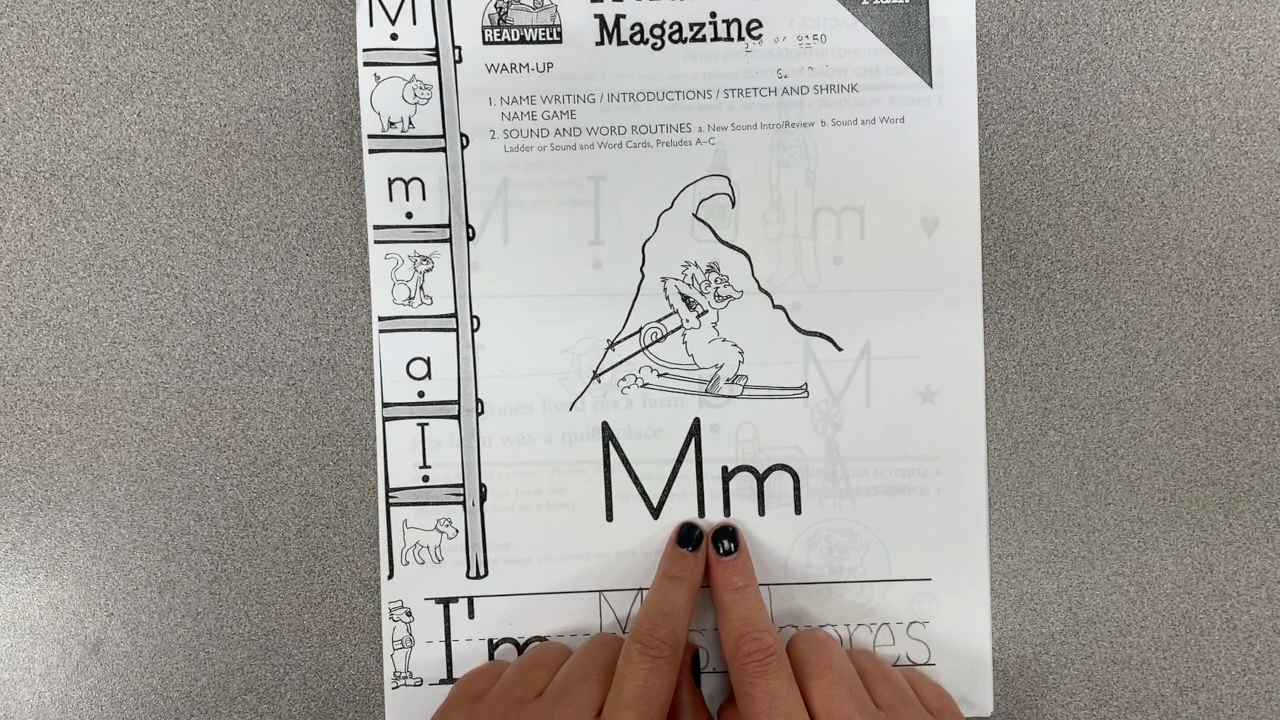 M
READ-WELL
Magazine
WARM-UP
1. NAME WRITING / INTRODUCTIONS / STRETCH AND SHRINK
NAME GAME
2. SOUND AND WORD ROUTINES a. New Sound Intro/Review b. Sound and Word
Ladder or Sound and Word Cards, Preludes A–C
m
a
I
Mm
I'm